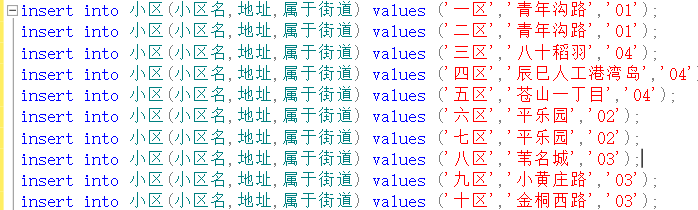 insert into 小区(小区名,地址,属于街道) values ('一区','青年沟路','01');
insert into 小区(小区名,地址,属于街道) values ('二区','青年沟路','01');
insert into 小区(小区名,地址,属于街道) values ('三区','八十稻羽','04');
insert into 小区(小区名,地址,属于街道) values ('四区','辰巳人工港湾岛','04'
insert into 小区(小区名,地址,属于街道) values ('五区','苍山一丁目','04');
insert into 小区(小区名,地址,属于街道) values ('六区','平乐园','02');
insert into 小区(小区名,地址,属于街道) values ('七区','平乐园','02');
insert into 小区(小区名,地址,属于街道) values ('八区','苇名城','03');
insert into 小区(小区名,地址,属于街道) values ('九区','小黄庄路','03');
insert into 小区(小区名,地址,属于街道) values ('十区','金桐西路','03');